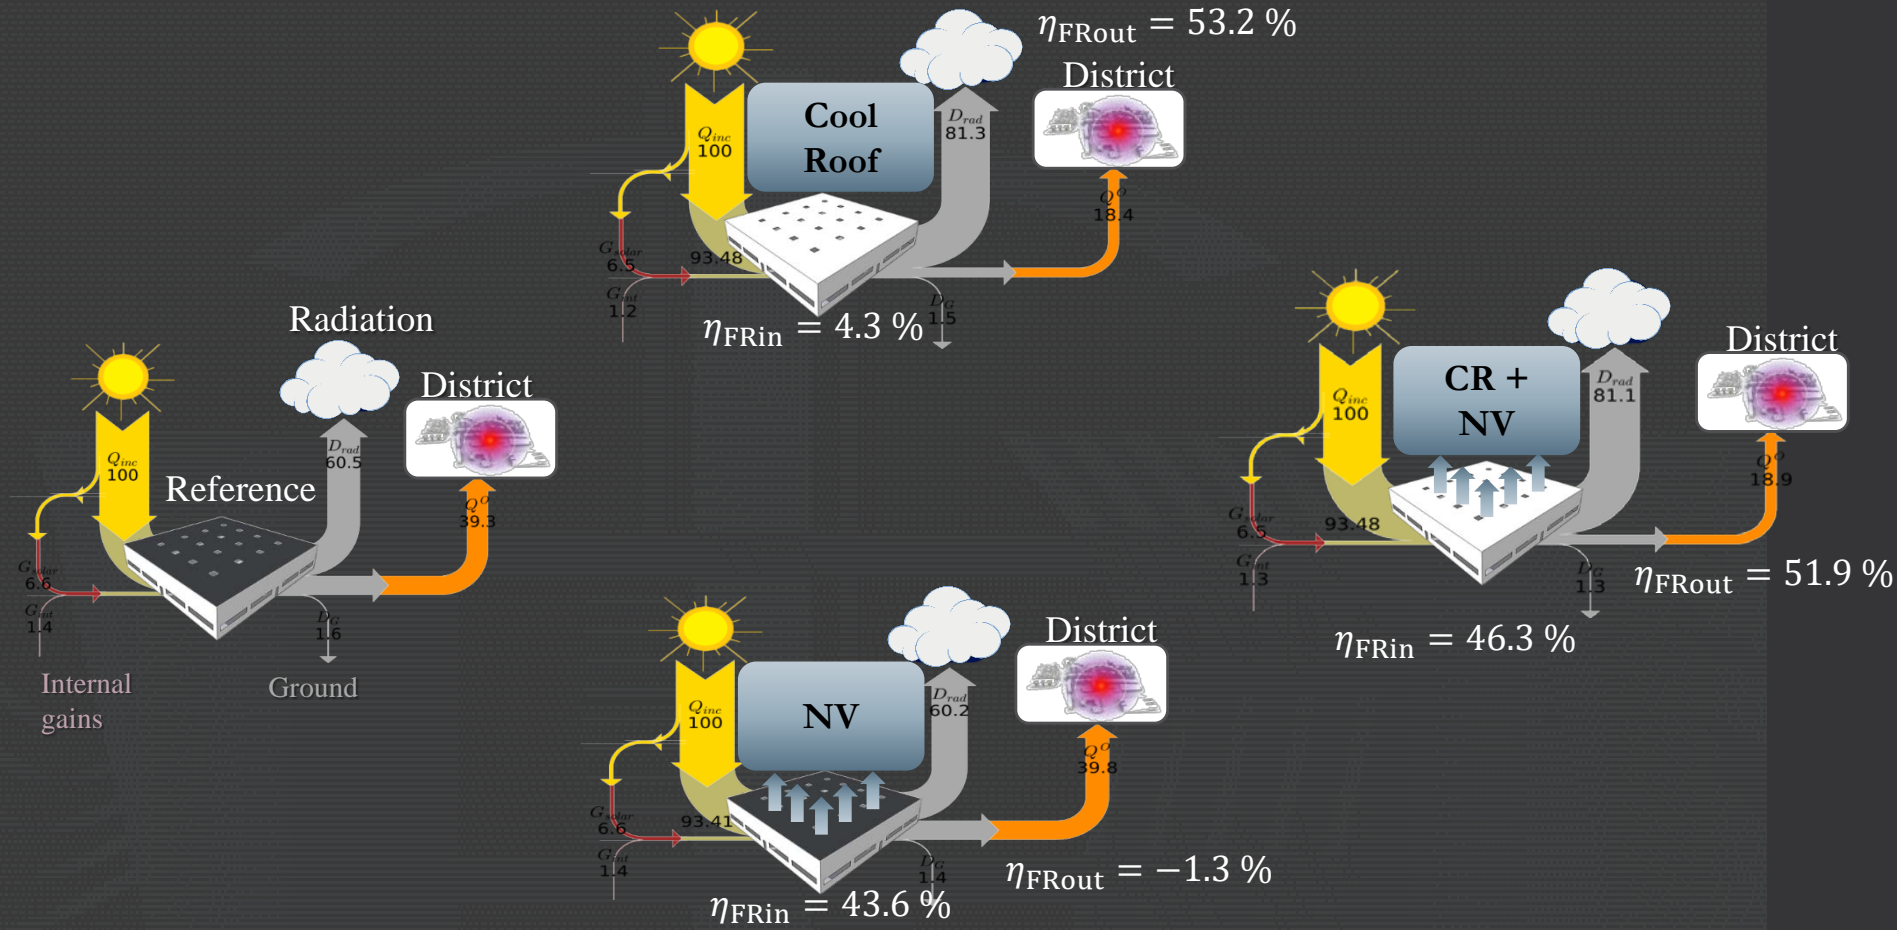 η_FRout = 53.2 %
District
Cool
Roof
Q_inc
100
D_rad
81.3
Q^O
18.4
G_solar
6.5
93.48
G_int
1.2
D_G
1.5
η_FRin = 4.3 %
Radiation
District
Reference
Q_inc
100
D_rad
60.5
Q^O
39.3
G_solar
6.6
G_int
1.4
D_G
1.6
Internal
gains
Ground
District
CR +
NV
Q_inc
100
D_rad
81.1
Q^O
18.9
G_solar
6.5
93.48
G_int
1.3
D_G
1.3
η_FRout = 51.9 %
η_FRin = 46.3 %
District
NV
Q_inc
100
D_rad
60.2
Q^O
39.8
G_solar
6.6
93.41
G_int
1.4
D_G
1.4
η_FRout = −1.3 %
η_FRin = 43.6 %